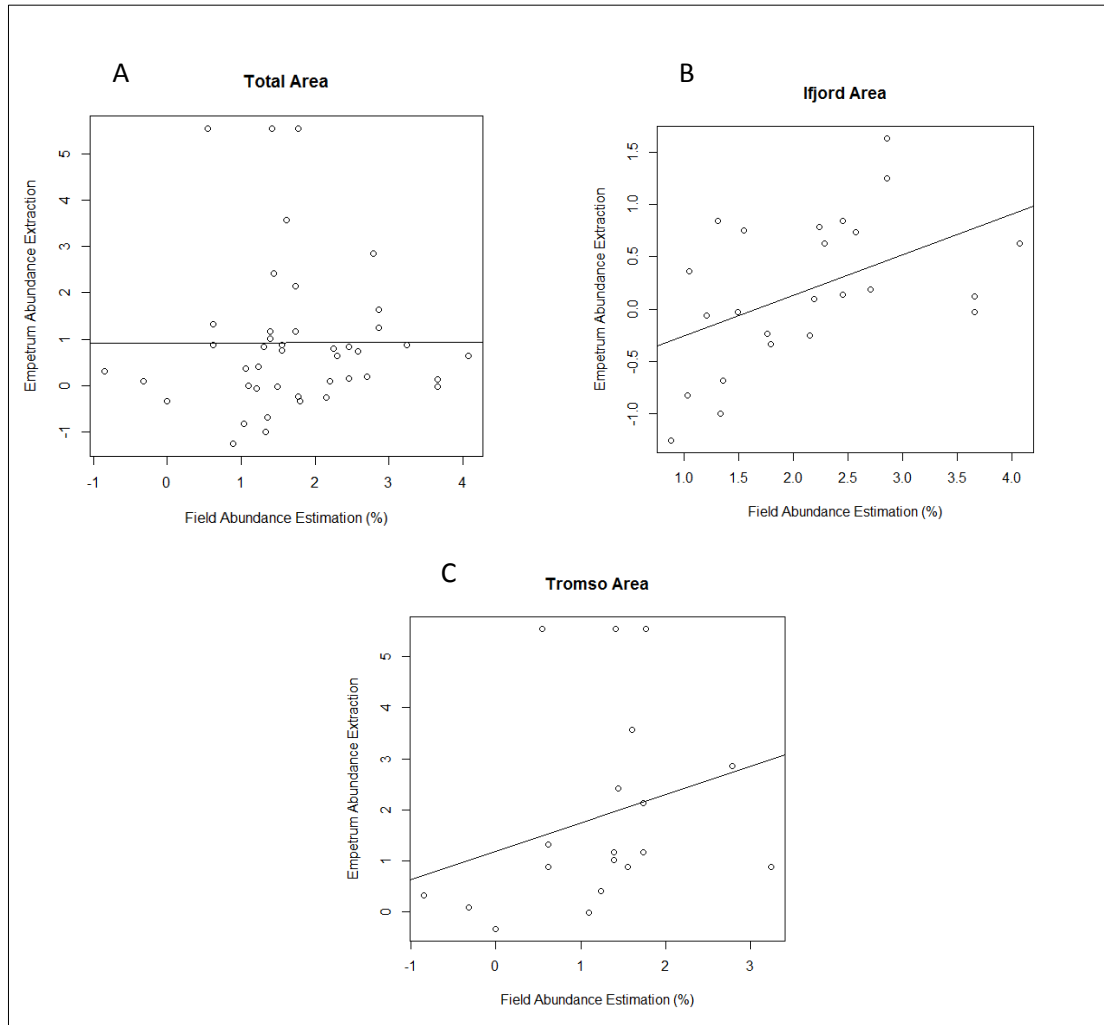 A
Total Area
Empetrum Abundance Extraction
5
4
3
2
1
0
-1
-1 0 1 2 3 4
Field Abundance Estimation (%)
B
Ifjord Area
Empetrum Abundance Extraction
1.5
1.0
0.5
0.0
-0.5
-1.0
1.0 1.5 2.0 2.5 3.0 3.5 4.0
Field Abundance Estimation (%)
C
Tromso Area
Empetrum Abundance Extraction
5
4
3
2
1
0
-1 0 1 2 3
Field Abundance Estimation (%)